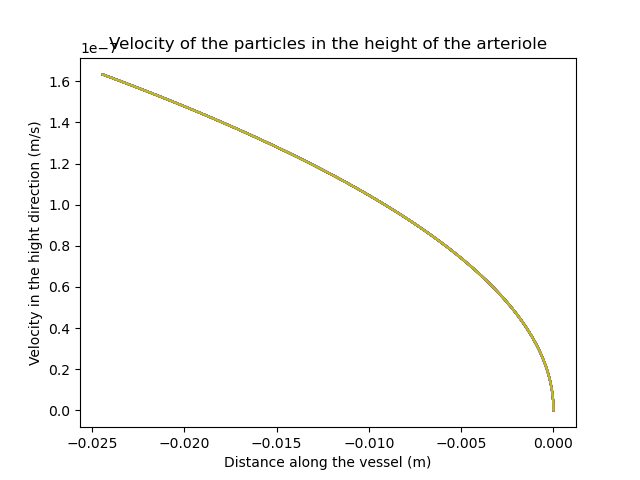 Velocity of the particles in the height of the arteriole
1e−7
1.6
1.4
1.2
1.0
0.8
0.6
0.4
0.2
0.0
Velocity in the hight direction (m/s)
−0.025 −0.020 −0.015 −0.010 −0.005 0.000
Distance along the vessel (m)